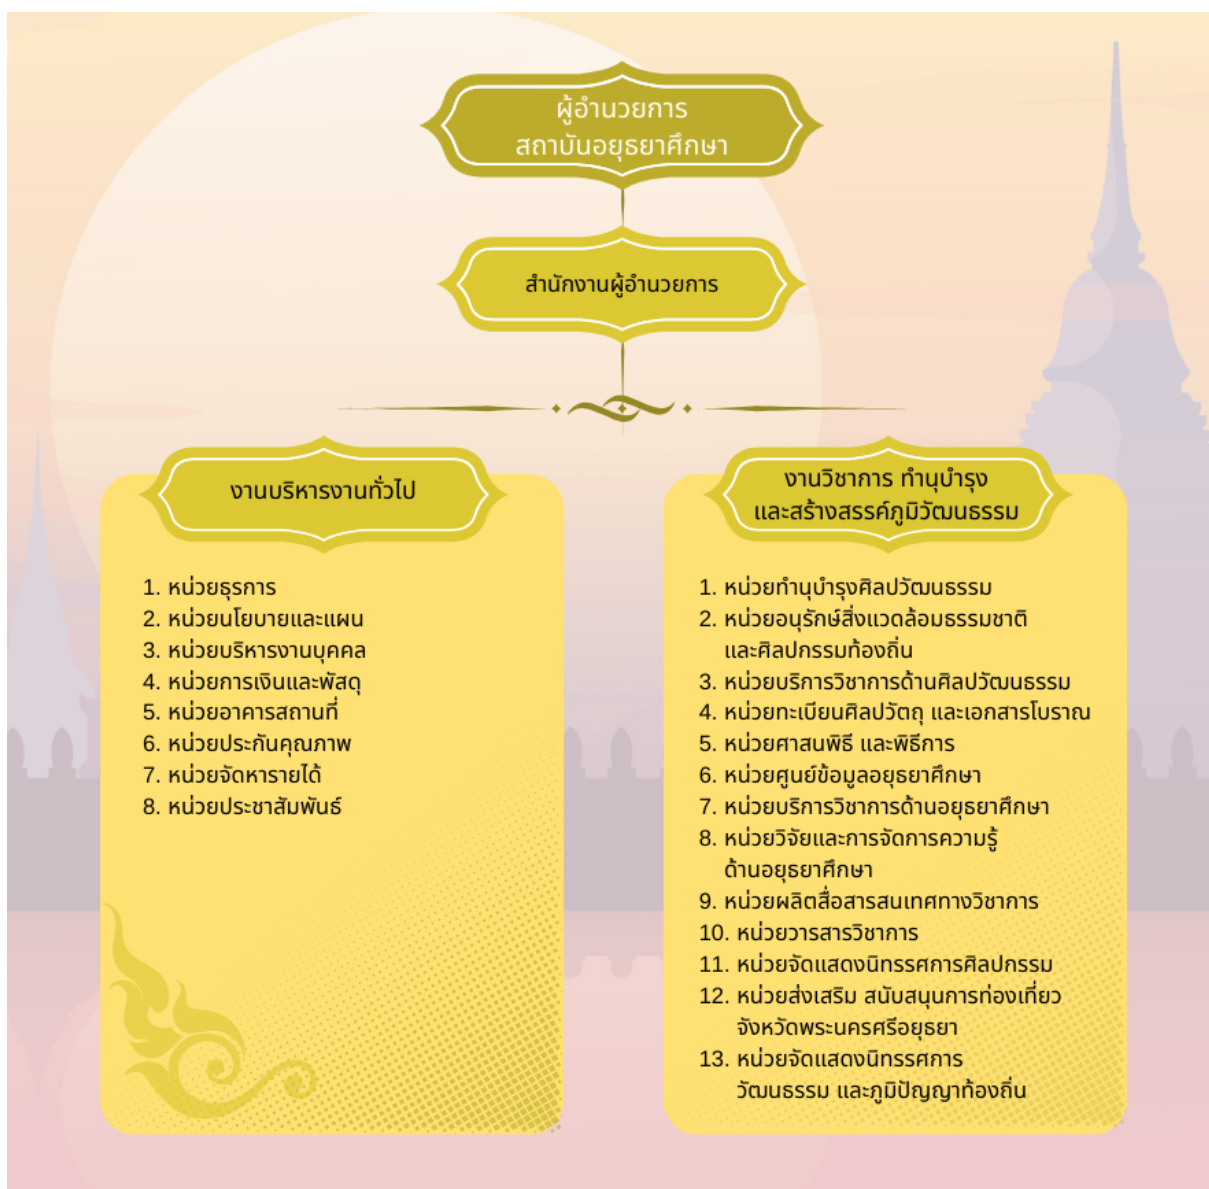 ผู้อำนวยการ
สถาบันอยุธยาศึกษา
สำนักงานผู้อำนวยการ
งานบริหารงานทั่วไป
1. หน่วยธุรการ
2. หน่วยนโยบายและแผน
3. หน่วยบริหารงานบุคคล
4. หน่วยการเงินและพัสดุ
5. หน่วยอาคารสถานที่
6. หน่วยประกันคุณภาพ
7. หน่วยจัดหารายได้
8. หน่วยประชาสัมพันธ์
งานวิชาการ ทำนุบำรุง
และสร้างสรรค์ภูมิวัฒนธรรม
1. หน่วยทำนุบำรุงศิลปวัฒนธรรม
2. หน่วยอนุรักษ์สิ่งแวดล้อมธรรมชาติ
และศิลปกรรมท้องถิ่น
3. หน่วยบริการวิชาการด้านศิลปวัฒนธรรม
4. หน่วยทะเบียนศิลปวัตถุ และเอกสารโบราณ
5. หน่วยศาสนพิธี และพิธีการ
6. หน่วยศูนย์ข้อมูลอยุธยาศึกษา
7. หน่วยบริการวิชาการด้านอยุธยาศึกษา
8. หน่วยวิจัยและการจัดการความรู้
ด้านอยุธยาศึกษา
9. หน่วยผลิตสื่อสารสนเทศทางวิชาการ
10. หน่วยวารสารวิชาการ
11. หน่วยจัดแสดงนิทรรศการศิลปกรรม
12. หน่วยส่งเสริม สนับสนุนการท่องเที่ยว
จังหวัดพระนครศรีอยุธยา
13. หน่วยจัดแสดงนิทรรศการ
วัฒนธรรม และภูมิปัญญาท้องถิ่น